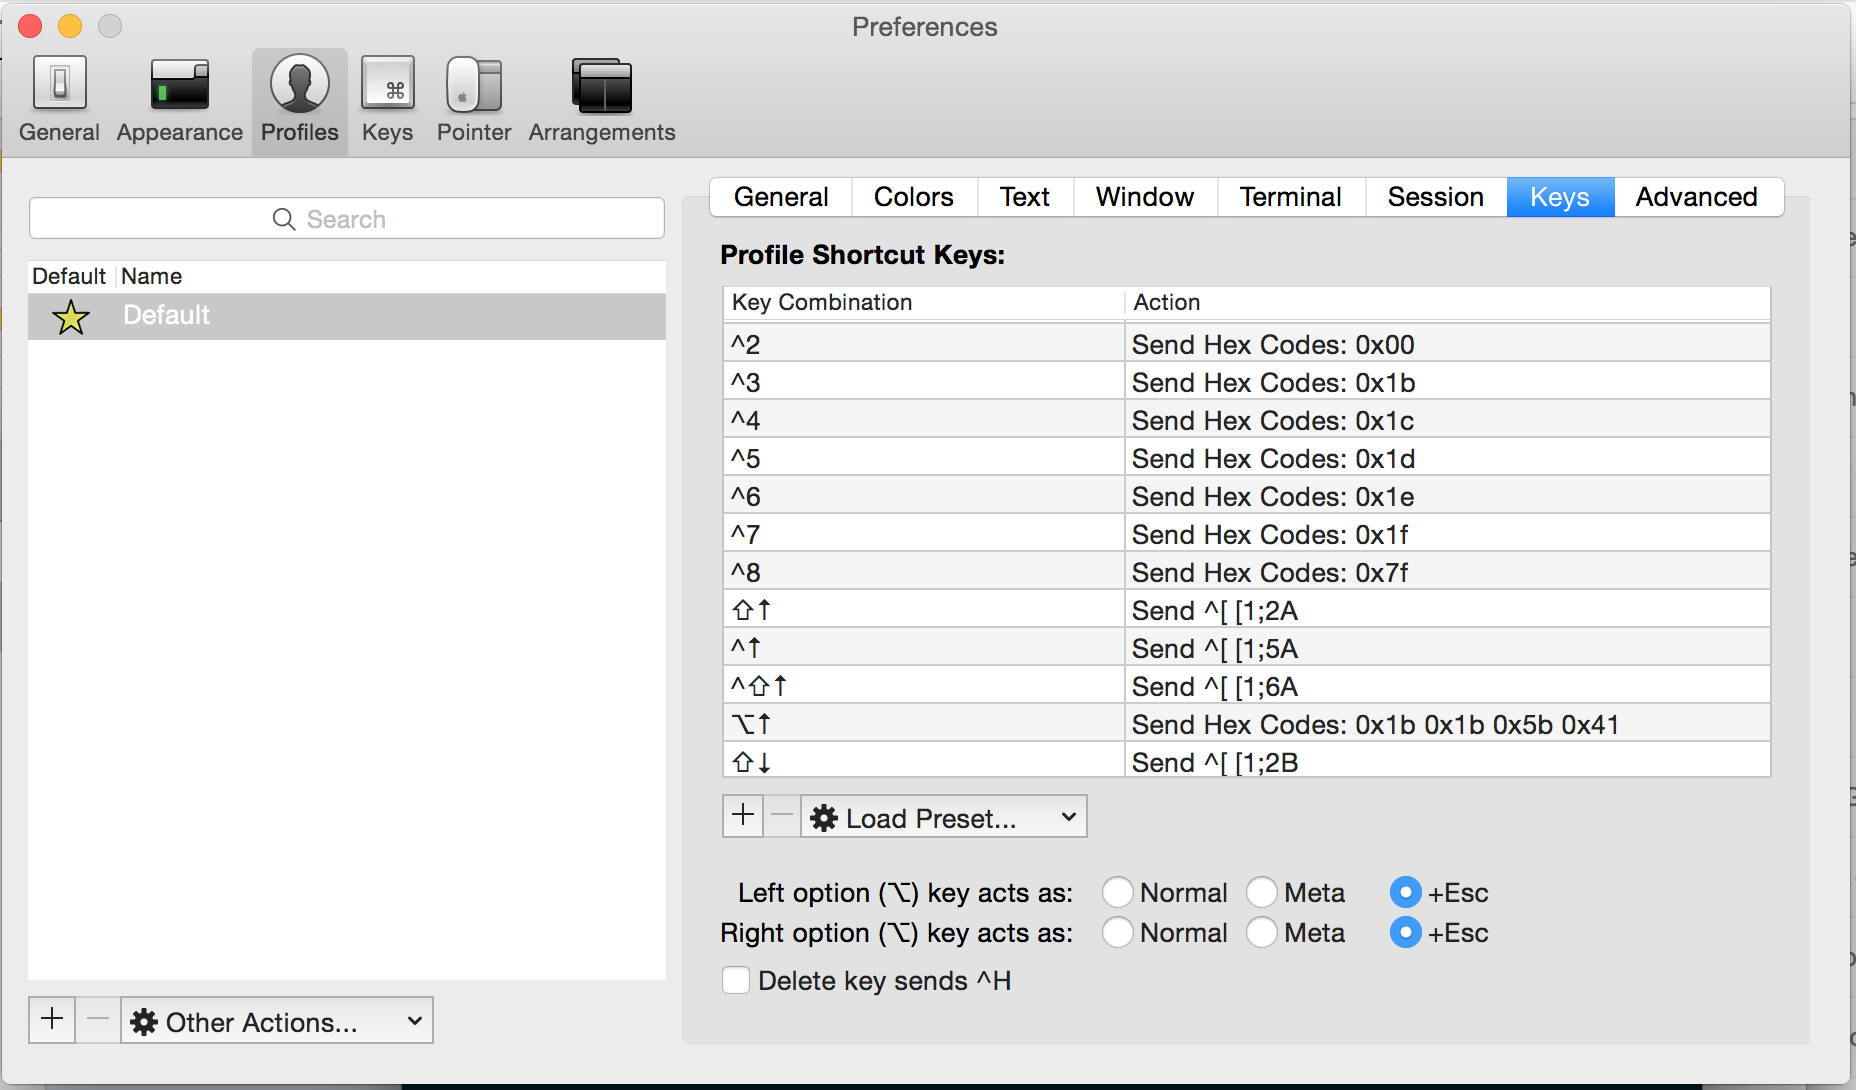 Preferences
General Appearance Profiles Keys Pointer Arrangements
General Colors Text Window Terminal Session Keys Advanced
Search
Default Name
Default
Profile Shortcut Keys:
Key Combination Action
^2 Send Hex Codes: 0x00
^3 Send Hex Codes: 0x1b
^4 Send Hex Codes: 0x1c
^5 Send Hex Codes: 0x1d
^6 Send Hex Codes: 0x1e
^7 Send Hex Codes: 0x1f
^8 Send Hex Codes: 0x7f
⇧↑ Send ^[ [1;2A
^↑ Send ^[ [1;5A
^⇧↑ Send ^[ [1;6A
⌥↑ Send Hex Codes: 0x1b 0x1b 0x5b 0x41
⇧↓ Send ^[ [1;2B
+ − Load Preset...
Left option (⌥) key acts as: Normal Meta +Esc
Right option (⌥) key acts as: Normal Meta +Esc
Delete key sends ^H
+ − Other Actions...